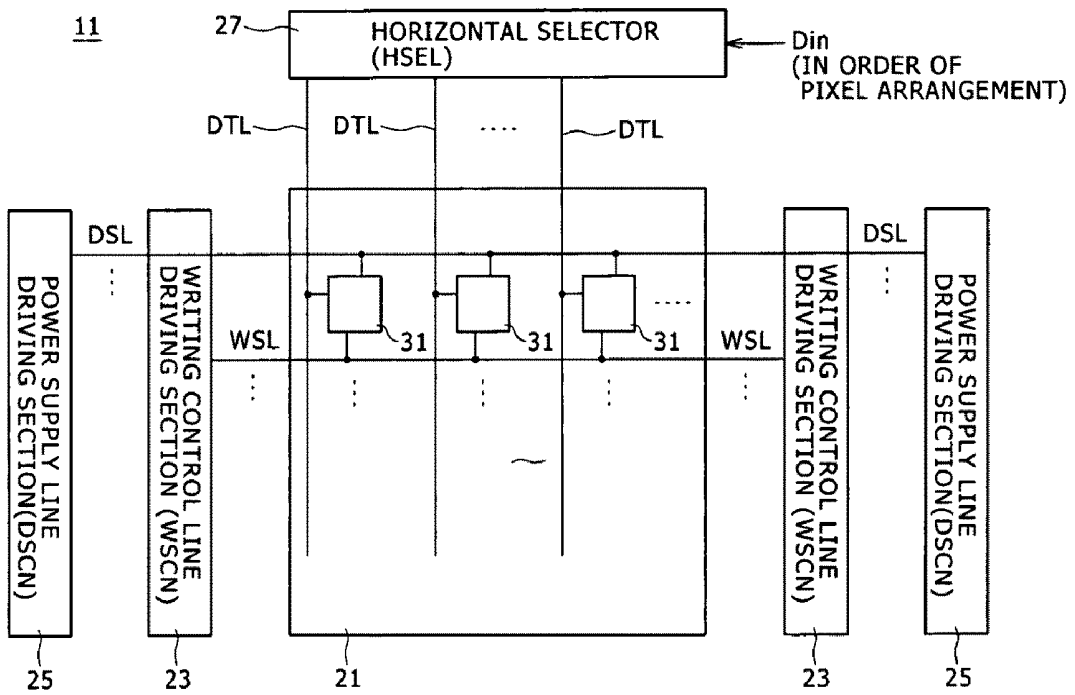 11
27
HORIZONTAL SELECTOR
(HSEL)
Din
(IN ORDER OF
PIXEL ARRANGEMENT)
DTL
DTL
DTL
DSL
DSL
POWER SUPPLY LINE
DRIVING SECTION(DSCN)
WRITING CONTROL LINE
DRIVING SECTION (WSCN)
31
31
31
WSL
WSL
WRITING CONTROL LINE
DRIVING SECTION (WSCN)
POWER SUPPLY LINE
DRIVING SECTION(DSCN)
25
23
21
23
25